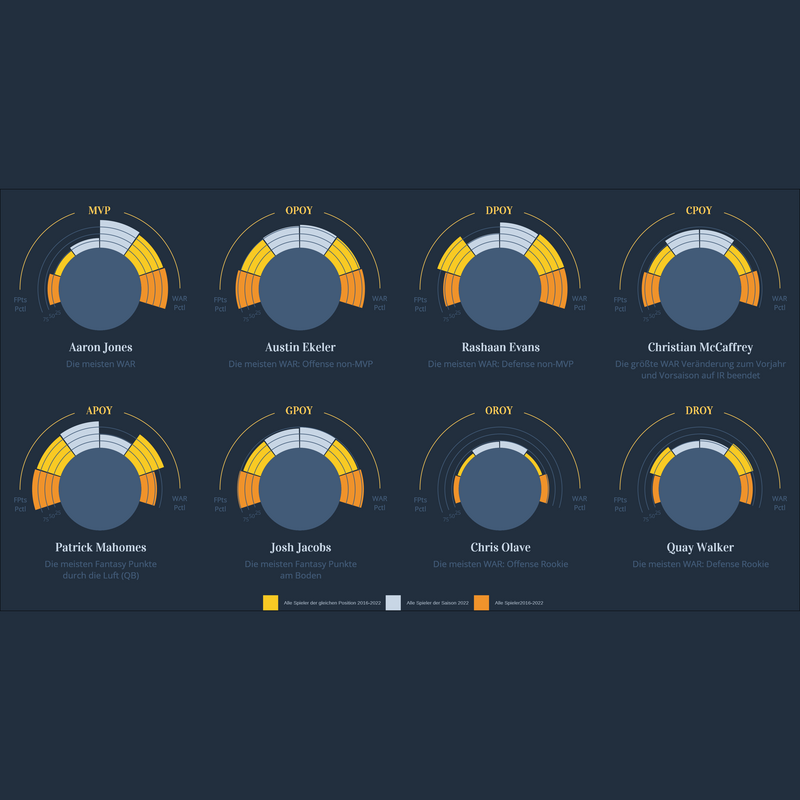 MVP
FPts
Pctl
WAR
Pctl
Aaron Jones
Die meisten WAR
OPOY
FPts
Pctl
WAR
Pctl
Austin Ekeler
Die meisten WAR: Offense non-MVP
DPOY
FPts
Pctl
WAR
Pctl
Rashaan Evans
Die meisten WAR: Defense non-MVP
CPOY
FPts
Pctl
WAR
Pctl
Christian McCaffrey
Die größte WAR Veränderung zum Vorjahr
und Vorsaison auf IR beendet
APOY
FPts
Pctl
WAR
Pctl
Patrick Mahomes
Die meisten Fantasy Punkte
durch die Luft (QB)
GPOY
FPts
Pctl
WAR
Pctl
Josh Jacobs
Die meisten Fantasy Punkte
am Boden
OROY
FPts
Pctl
WAR
Pctl
Chris Olave
Die meisten WAR: Offense Rookie
DROY
FPts
Pctl
WAR
Pctl
Quay Walker
Die meisten WAR: Defense Rookie
Alle Spieler der gleichen Position 2016-2022
Alle Spieler der Saison 2022
Alle Spieler2016-2022